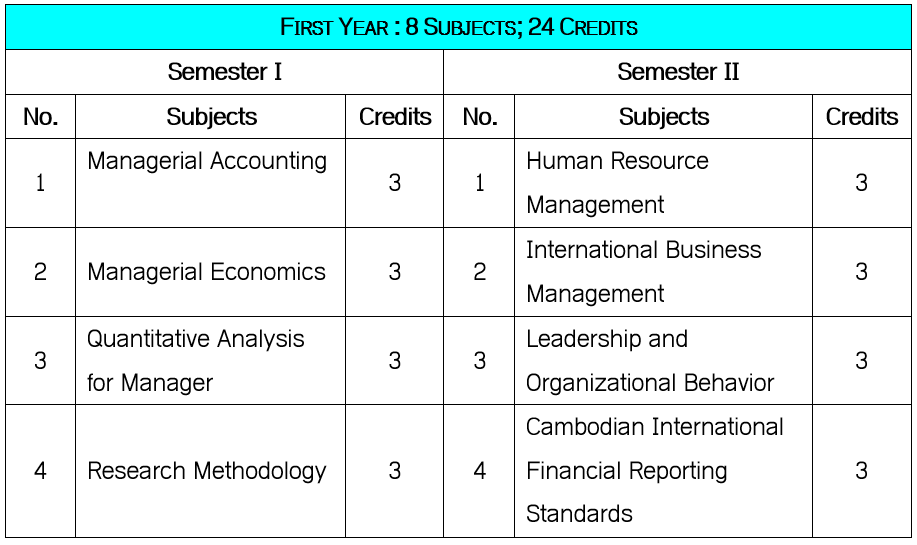 FIRST YEAR : 8 SUBJECTS; 24 CREDITS
Semester I Semester II
No. Subjects Credits No. Subjects Credits
1 Managerial Accounting 3 1 Human Resource
Management 3
2 Managerial Economics 3 2 International Business
Management 3
3 Quantitative Analysis
for Manager 3 3 Leadership and
Organizational Behavior 3
4 Research Methodology 3 4 Cambodian International
Financial Reporting
Standards 3